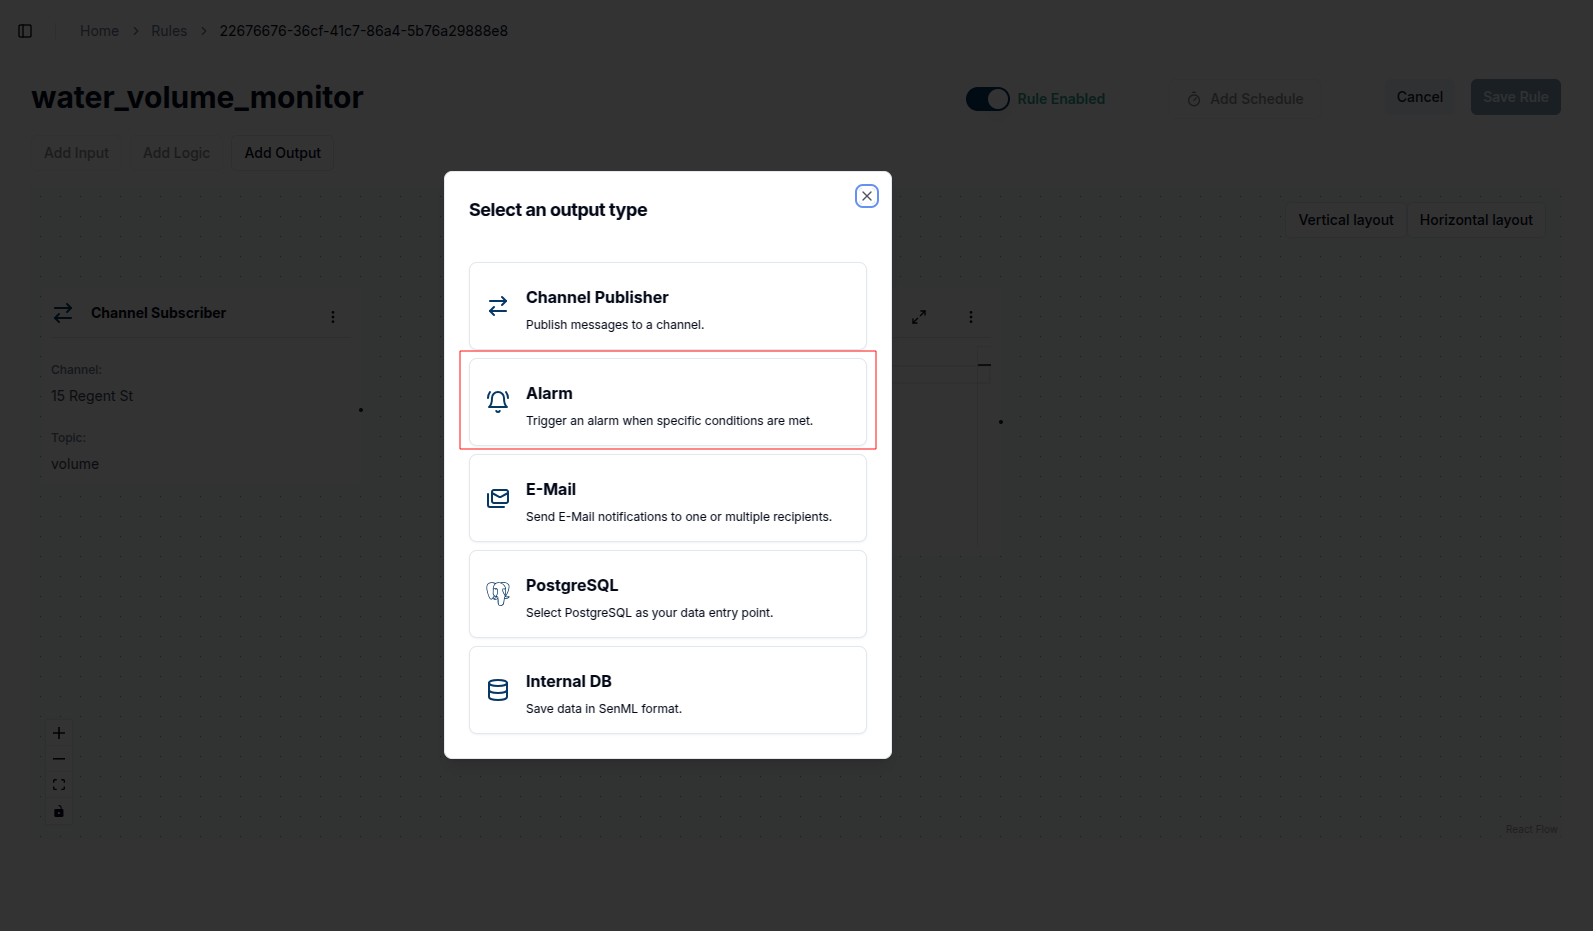 Home > Rules > 22676676-36cf-41c7-86a4-5b76a29888e8
water_volume_monitor
Rule Enabled
Add Schedule
Cancel
Save Rule
Add Input
Add Logic
Add Output
Vertical layout
Horizontal layout
Channel Subscriber
Channel:
15 Regent St
Topic:
volume
Select an output type
Channel Publisher
Publish messages to a channel.
Alarm
Trigger an alarm when specific conditions are met.
E-Mail
Send E-Mail notifications to one or multiple recipients.
PostgreSQL
Select PostgreSQL as your data entry point.
Internal DB
Save data in SenML format.
React Flow